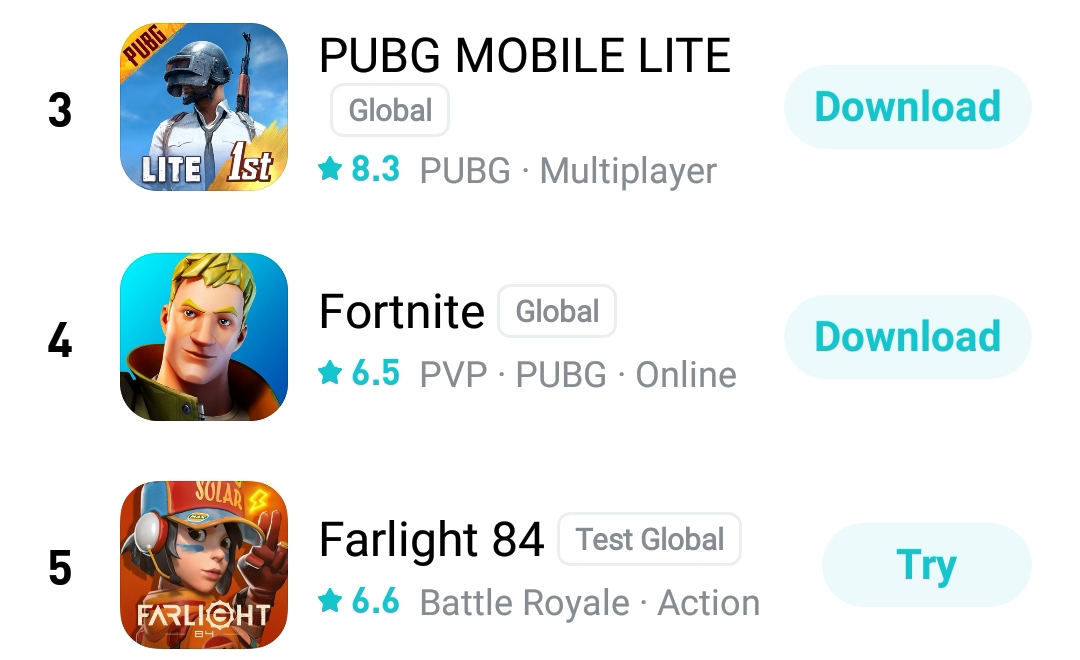 3
PUBG
LITE 1st
PUBG MOBILE LITE
Global
8.3 PUBG · Multiplayer
Download
4
Fortnite Global
6.5 PVP · PUBG · Online
Download
5
SOLAR
FARLIGHT
84
Farlight 84 Test Global
6.6 Battle Royale · Action
Try